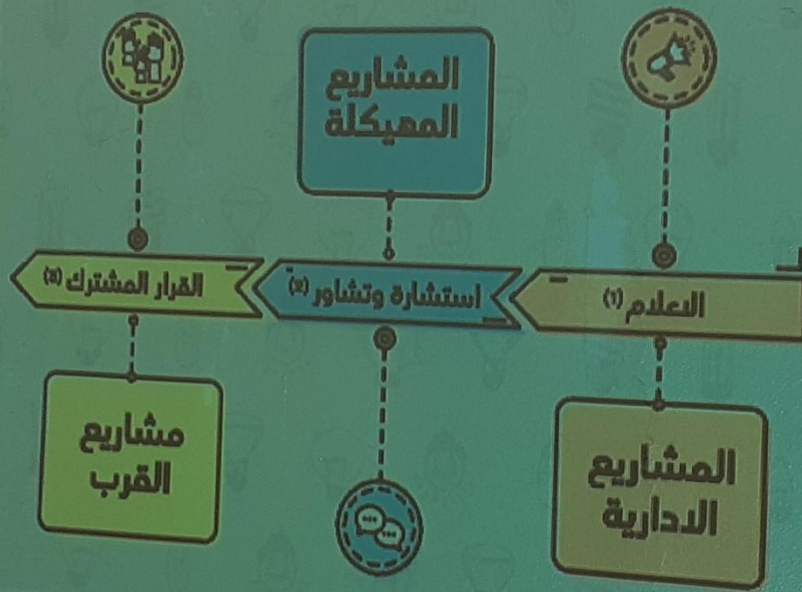 المشاريع
المهيكلة
الاعلام (1)
استشارة وتشاور (2)
القرار المشترك (3)
المشاريع
الادارية
مشاريع
القرب